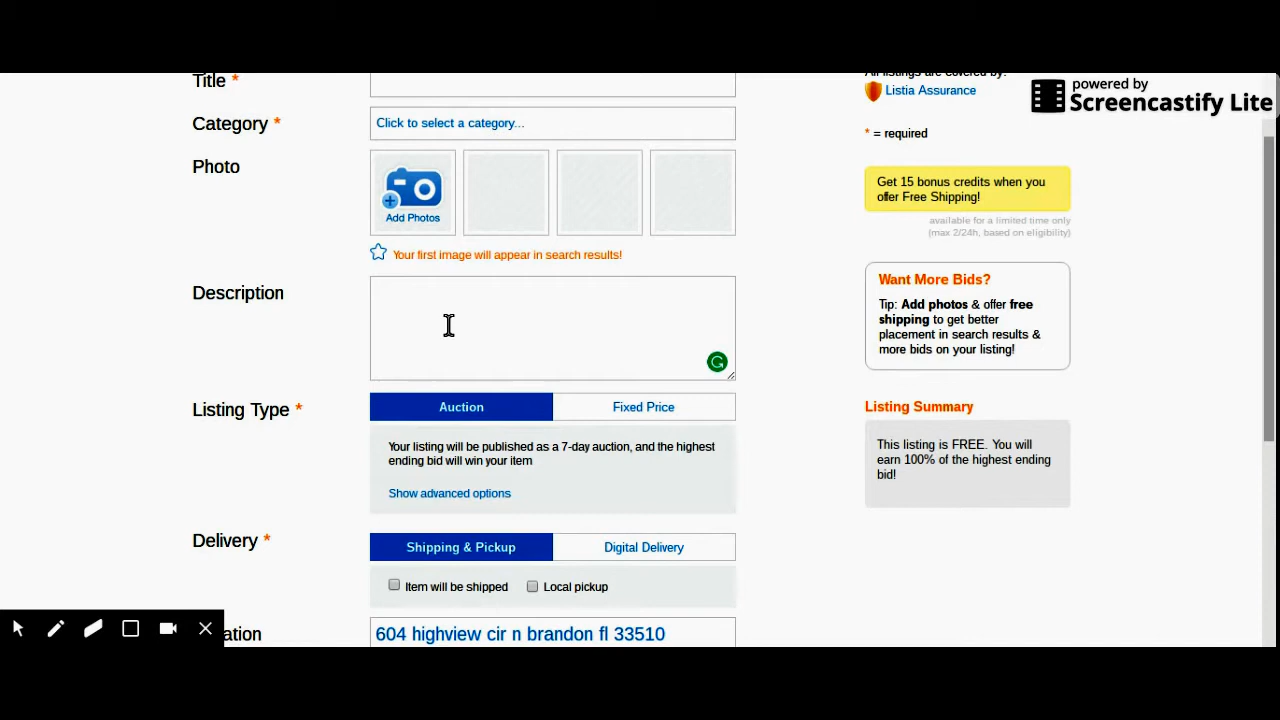 Title *
Category *
Click to select a category...
Photo
Add Photos
Your first image will appear in search results!
Description
Listing Type *
Auction
Fixed Price
Your listing will be published as a 7-day auction, and the highest
ending bid will win your item
Show advanced options
Delivery *
Shipping & Pickup
Digital Delivery
Item will be shipped
Local pickup
ation
604 highview cir n brandon fl 33510
All listings are covered by:
Listia Assurance
* = required
Get 15 bonus credits when you
offer Free Shipping!
available for a limited time only
(max 2/24h, based on eligibility)
Want More Bids?
Tip: Add photos & offer free
shipping to get better
placement in search results &
more bids on your listing!
Listing Summary
This listing is FREE. You will
earn 100% of the highest ending
bid!
powered by
Screencastify Lite